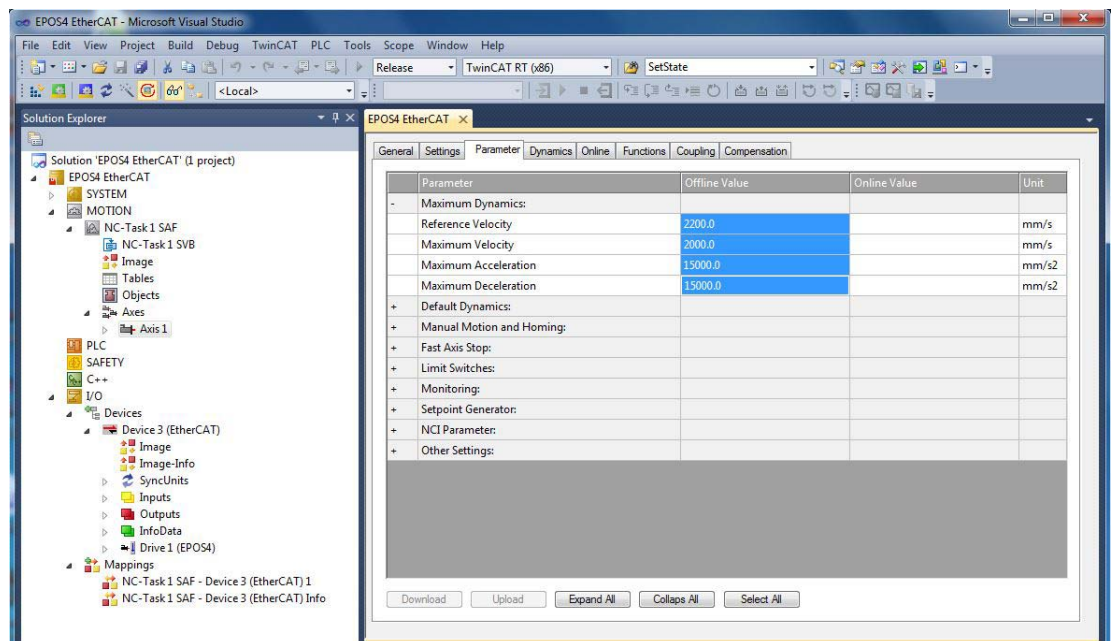 EPOS4 EtherCAT - Microsoft Visual Studio
File Edit View Project Build Debug TwinCAT PLC Tools Scope Window Help
Release TwinCAT RT (x86) SetState
<Local>
Solution Explorer
EPOS4 EtherCAT
Solution 'EPOS4 EtherCAT' (1 project)
EPOS4 EtherCAT
SYSTEM
MOTION
NC-Task 1 SAF
NC-Task 1 SVB
Image
Tables
Objects
Axes
Axis 1
PLC
SAFETY
C++
I/O
Devices
Device 3 (EtherCAT)
Image
Image-Info
SyncUnits
Inputs
Outputs
InfoData
Drive 1 (EPOS4)
Mappings
NC-Task 1 SAF - Device 3 (EtherCAT) 1
NC-Task 1 SAF - Device 3 (EtherCAT) Info
General Settings Parameter Dynamics Online Functions Coupling Compensation
Parameter Offline Value Online Value Unit
- Maximum Dynamics:
Reference Velocity 2200.0 mm/s
Maximum Velocity 2000.0 mm/s
Maximum Acceleration 15000.0 mm/s2
Maximum Deceleration 15000.0 mm/s2
+ Default Dynamics:
+ Manual Motion and Homing:
+ Fast Axis Stop:
+ Limit Switches:
+ Monitoring:
+ Setpoint Generator:
+ NCI Parameter:
+ Other Settings:
Download Upload Expand All Collaps All Select All